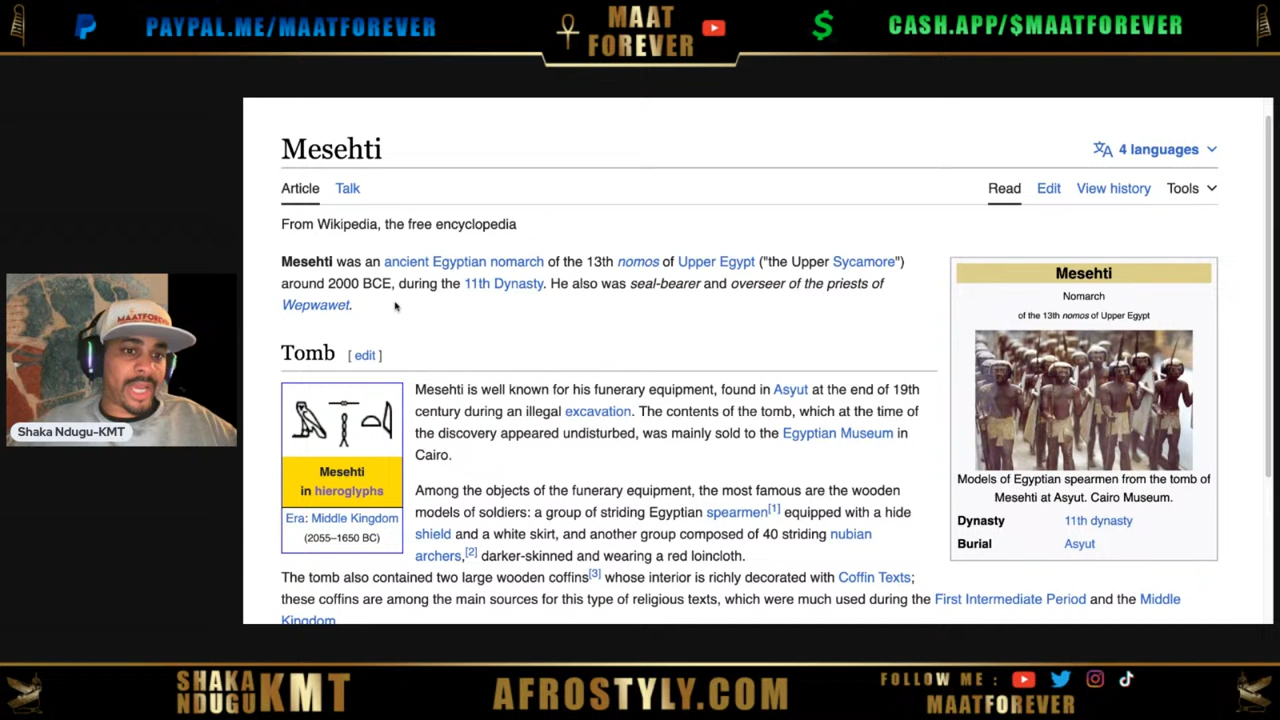 PAYPAL.ME/MAATFOREVER
MAAT
FOREVER
CASH.APP/$MAATFOREVER
Mesehti
4 languages
Article Talk
Read Edit View history Tools
From Wikipedia, the free encyclopedia
Mesehti was an ancient Egyptian nomarch of the 13th nomos of Upper Egypt ("the Upper Sycamore")
around 2000 BCE, during the 11th Dynasty. He also was seal-bearer and overseer of the priests of
Wepwawet.
Tomb [ edit ]
Mesehti
in hieroglyphs
Era: Middle Kingdom
(2055–1650 BC)
Mesehti is well known for his funerary equipment, found in Asyut at the end of 19th
century during an illegal excavation. The contents of the tomb, which at the time of
the discovery appeared undisturbed, was mainly sold to the Egyptian Museum in
Cairo.
Among the objects of the funerary equipment, the most famous are the wooden
models of soldiers: a group of striding Egyptian spearmen[1] equipped with a hide
shield and a white skirt, and another group composed of 40 striding nubian
archers,[2] darker-skinned and wearing a red loincloth.
The tomb also contained two large wooden coffins[3] whose interior is richly decorated with Coffin Texts;
these coffins are among the main sources for this type of religious texts, which were much used during the First Intermediate Period and the Middle
Kingdom
Mesehti
Nomarch
of the 13th nomos of Upper Egypt
Models of Egyptian spearmen from the tomb of
Mesehti at Asyut. Cairo Museum.
Dynasty 11th dynasty
Burial Asyut
MAATFOREVER
Shaka Ndugu-KMT
SHAKA
NDUGU KMT
AFROSTYLY.COM
FOLLOW ME :
MAATFOREVER